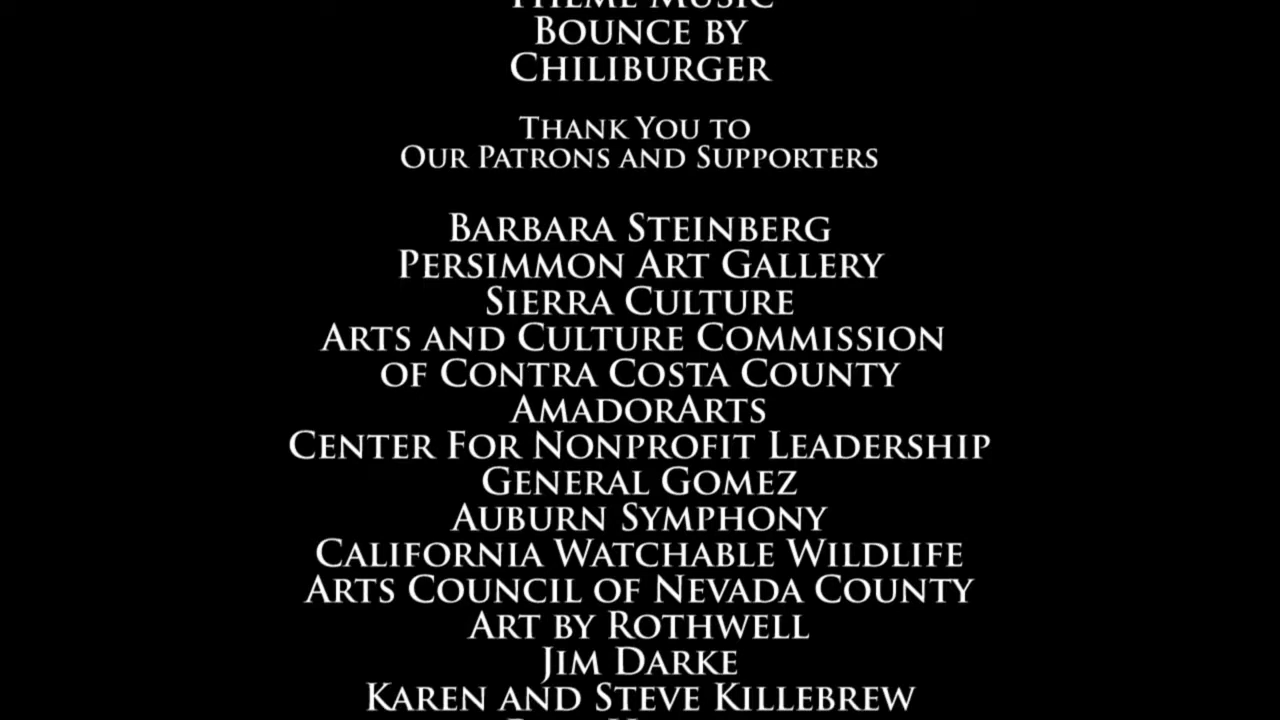 THEME MUSIC
BOUNCE BY
CHILIBURGER
THANK YOU TO
OUR PATRONS AND SUPPORTERS
BARBARA STEINBERG
PERSIMMON ART GALLERY
SIERRA CULTURE
ARTS AND CULTURE COMMISSION
OF CONTRA COSTA COUNTY
AMADORARTS
CENTER FOR NONPROFIT LEADERSHIP
GENERAL GOMEZ
AUBURN SYMPHONY
CALIFORNIA WATCHABLE WILDLIFE
ARTS COUNCIL OF NEVADA COUNTY
ART BY ROTHWELL
JIM DARKE
KAREN AND STEVE KILLEBREW